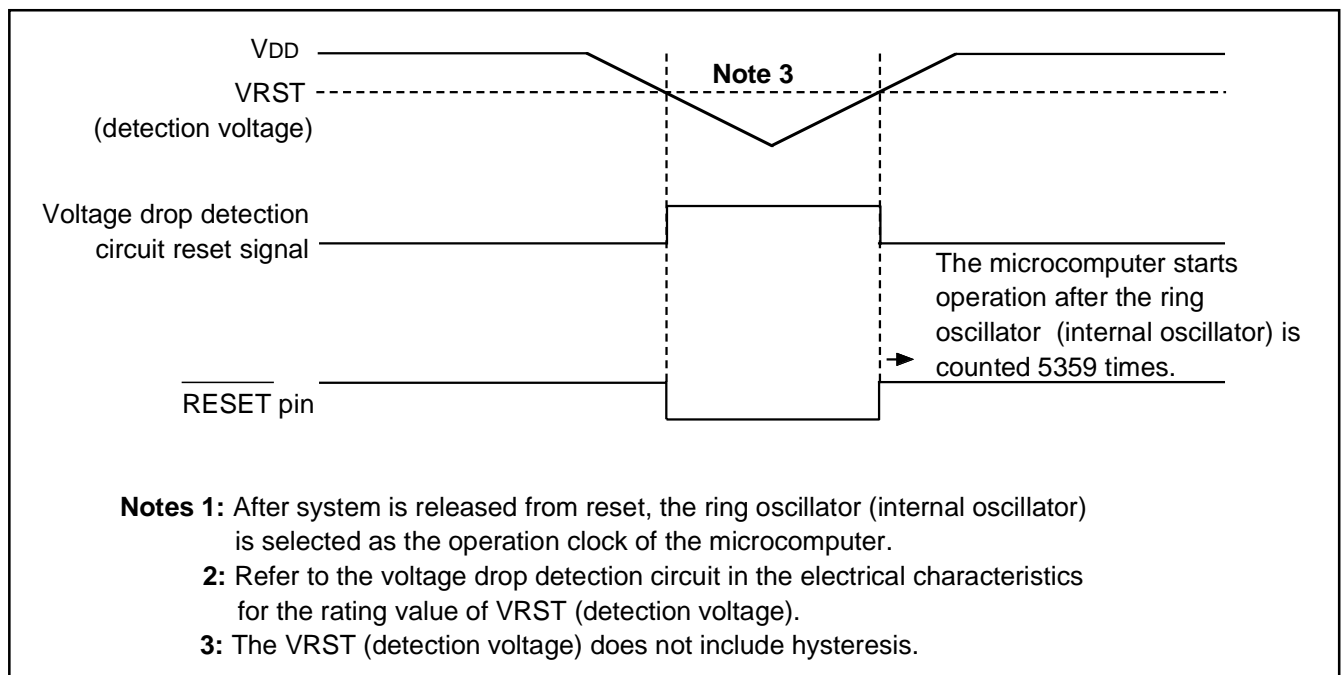 VDD
Note 3
VRST
(detection voltage)
Voltage drop detection
circuit reset signal
The microcomputer starts
operation after the ring
oscillator (internal oscillator) is
counted 5359 times.
RESET pin
Notes 1: After system is released from reset, the ring oscillator (internal oscillator)
is selected as the operation clock of the microcomputer.
2: Refer to the voltage drop detection circuit in the electrical characteristics
for the rating value of VRST (detection voltage).
3: The VRST (detection voltage) does not include hysteresis.